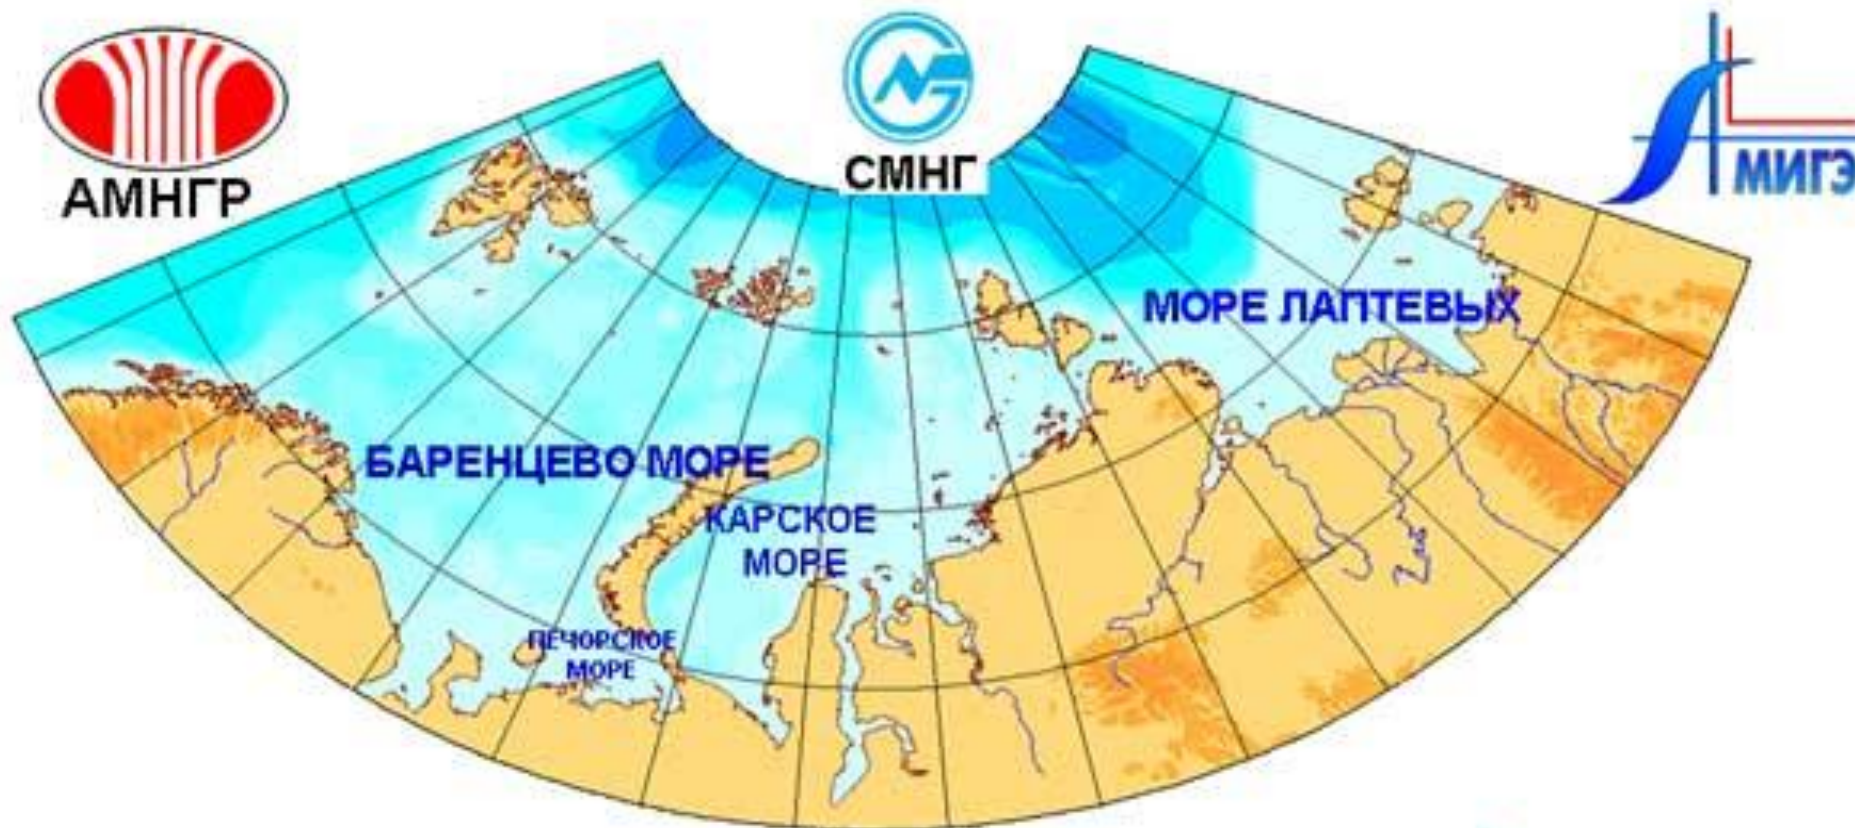 АМНГР
СМНГ
МИГЭ
МОРЕ ЛАПТЕВЫХ
БАРЕНЦЕВО МОРЕ
КАРСКОЕ
МОРЕ
ПЕЧОРСКОЕ
МОРЕ